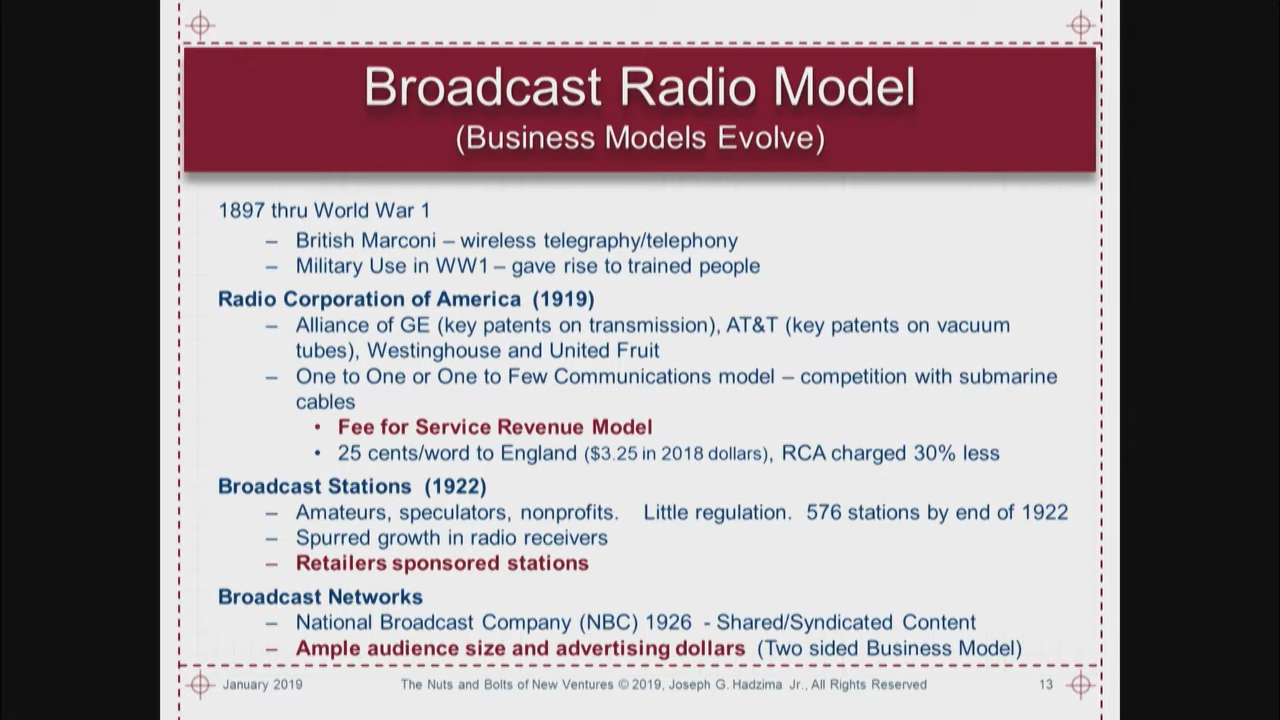 Broadcast Radio Model
(Business Models Evolve)
1897 thru World War 1
– British Marconi – wireless telegraphy/telephony
– Military Use in WW1 – gave rise to trained people
Radio Corporation of America (1919)
– Alliance of GE (key patents on transmission), AT&T (key patents on vacuum
tubes), Westinghouse and United Fruit
– One to One or One to Few Communications model – competition with submarine
cables
• Fee for Service Revenue Model
• 25 cents/word to England ($3.25 in 2018 dollars), RCA charged 30% less
Broadcast Stations (1922)
– Amateurs, speculators, nonprofits. Little regulation. 576 stations by end of 1922
– Spurred growth in radio receivers
– Retailers sponsored stations
Broadcast Networks
– National Broadcast Company (NBC) 1926 - Shared/Syndicated Content
– Ample audience size and advertising dollars (Two sided Business Model)
January 2019 The Nuts and Bolts of New Ventures © 2019, Joseph G. Hadzima Jr., All Rights Reserved 13